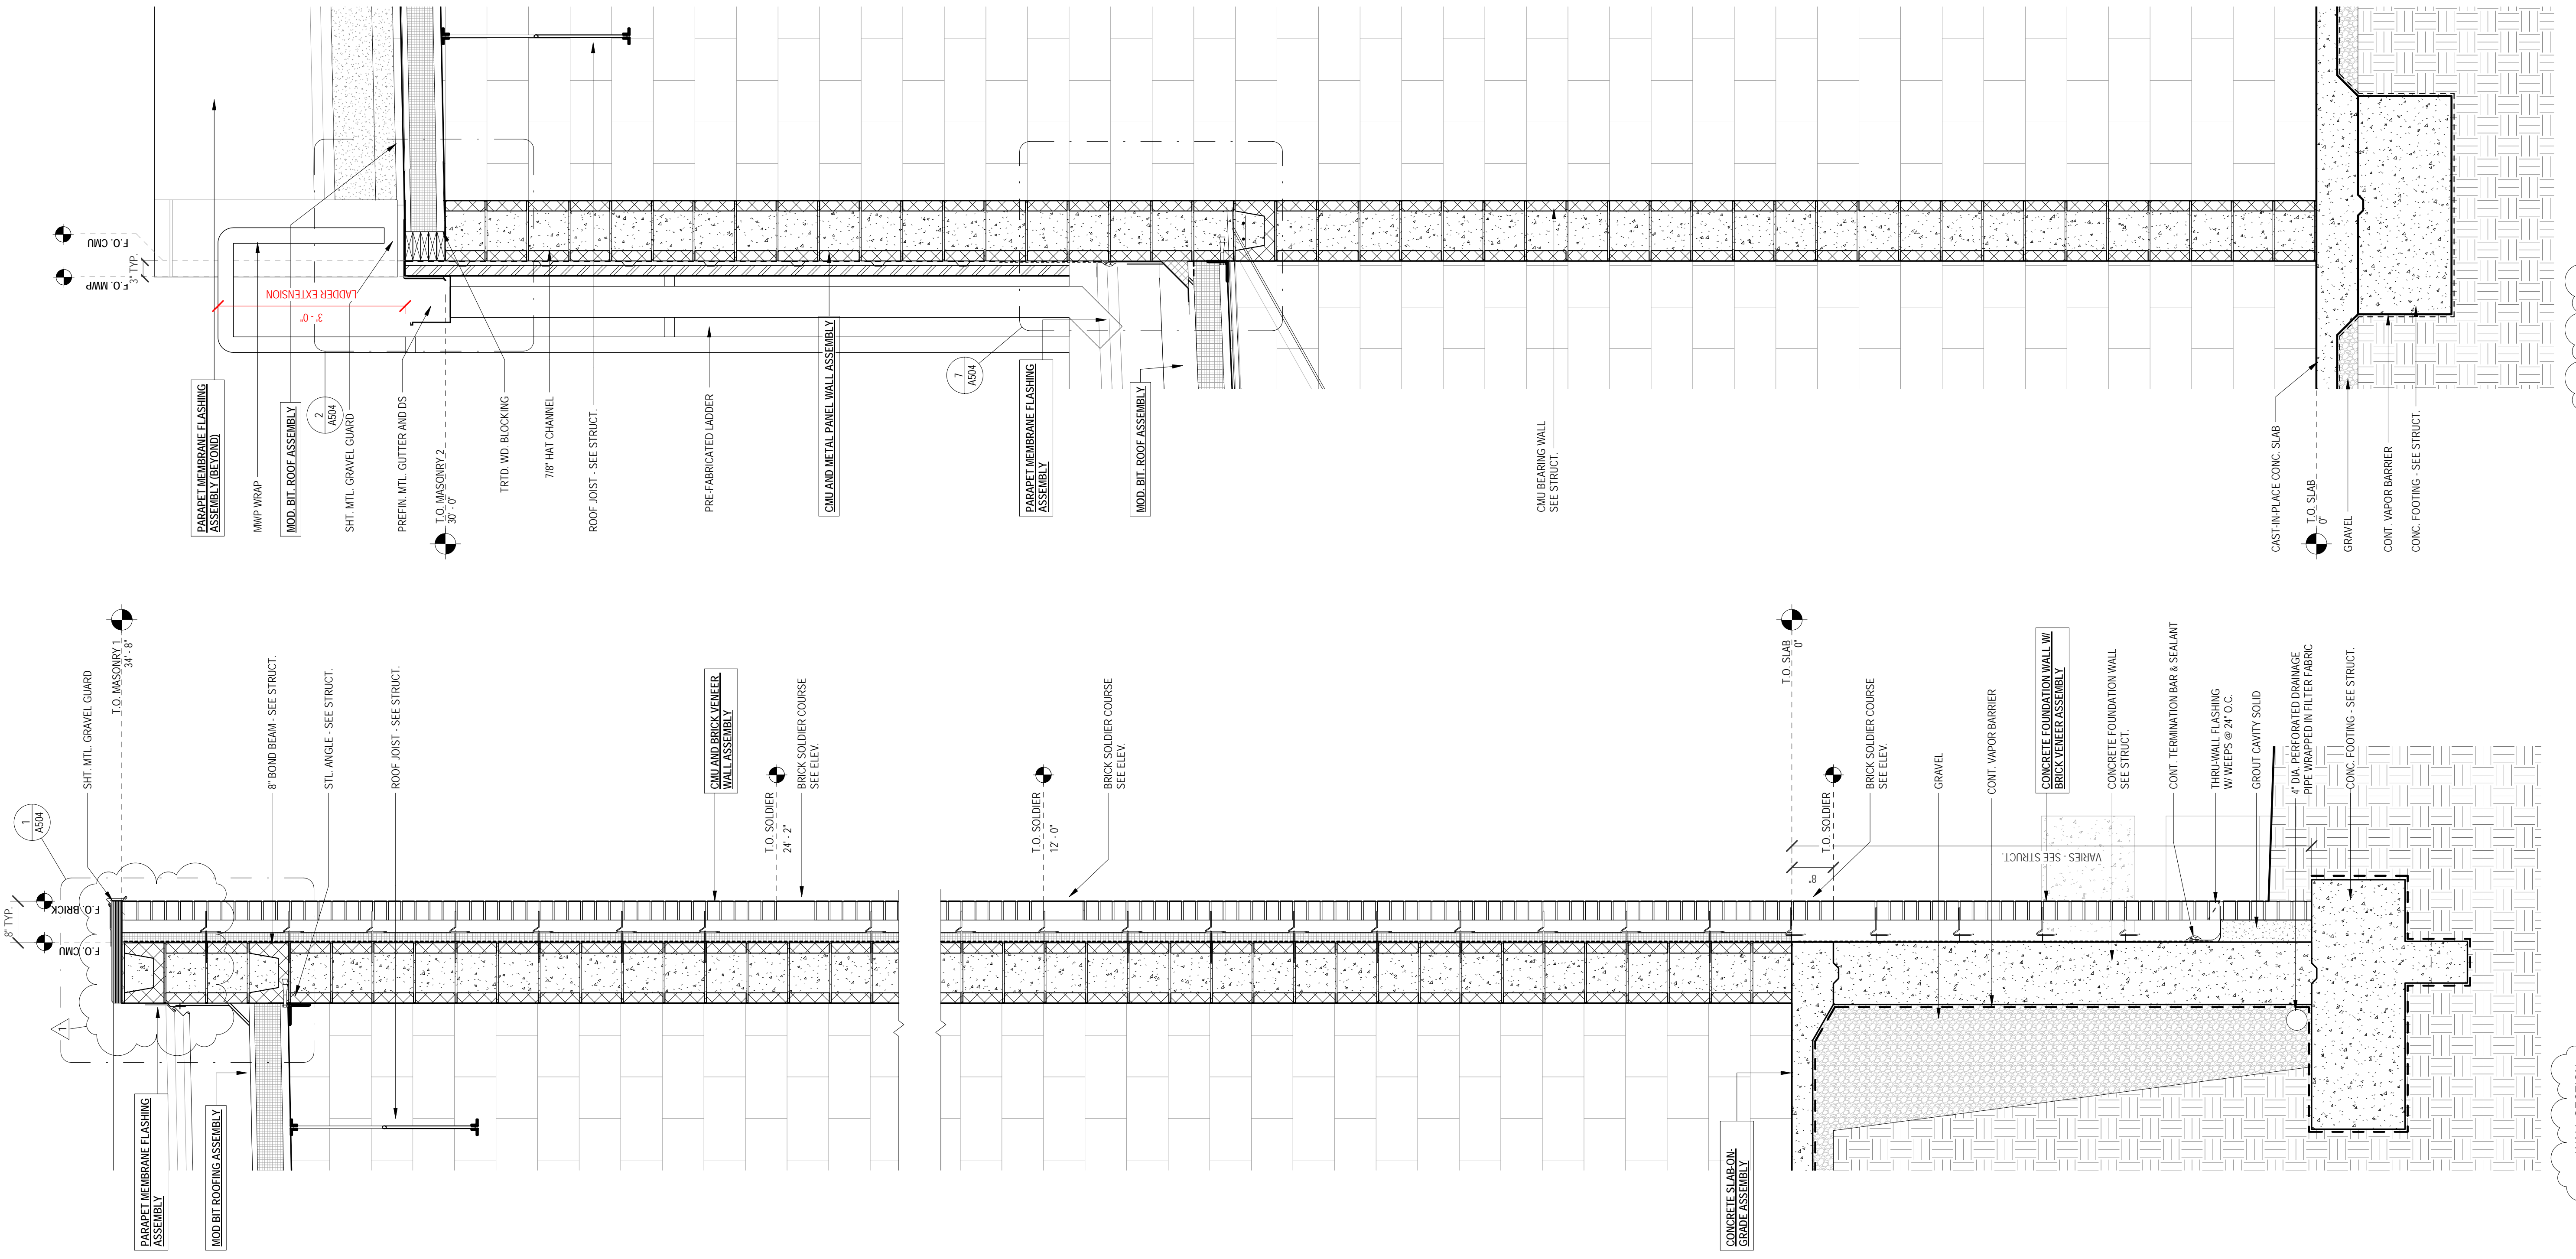 F.O. CMU
3" TYP.
F.O. MWP
3' - 0"
LADDER EXTENSION
PARAPET MEMBRANE FLASHING
ASSEMBLY (BEYOND)
MWP WRAP
MOD. BIT. ROOF ASSEMBLY
2
A504
SHT. MTL. GRAVEL GUARD
PREFIN. MTL. GUTTER AND DS
T.O. MASONRY 2
30' - 0"
TRTD. WD. BLOCKING
7/8" HAT CHANNEL
ROOF JOIST - SEE STRUCT.
PRE-FABRICATED LADDER
CMU AND METAL PANEL WALL ASSEMBLY
7
A504
PARAPET MEMBRANE FLASHING
ASSEMBLY
MOD. BIT. ROOF ASSEMBLY
CMU BEARING WALL
SEE STRUCT.
CAST-IN-PLACE CONC. SLAB
T.O. SLAB
0"
GRAVEL
CONT. VAPOR BARRIER
CONC. FOOTING - SEE STRUCT.
1
A504
8" TYP.
F.O. BRICK
F.O. CMU
1
SHT. MTL. GRAVEL GUARD
T.O. MASONRY 1
34' - 8"
8" BOND BEAM - SEE STRUCT.
STL. ANGLE - SEE STRUCT.
ROOF JOIST - SEE STRUCT.
CMU AND BRICK VENEER
WALL ASSEMBLY
T.O. SOLDIER
24' - 2"
BRICK SOLDIER COURSE
SEE ELEV.
T.O. SOLDIER
12' - 0"
BRICK SOLDIER COURSE
SEE ELEV.
T.O. SLAB
0"
T.O. SOLDIER
8"
VARIES - SEE STRUCT.
BRICK SOLDIER COURSE
SEE ELEV.
GRAVEL
CONT. VAPOR BARRIER
CONCRETE FOUNDATION WALL W/
BRICK VENEER ASSEMBLY
CONCRETE FOUNDATION WALL
SEE STRUCT.
CONT. TERMINATION BAR & SEALANT
THRU-WALL FLASHING
W/ WEEPS @ 24" O.C.
GROUT CAVITY SOLID
4" DIA. PERFORATED DRAINAGE
PIPE WRAPPED IN FILTER FABRIC
CONC. FOOTING - SEE STRUCT.
PARAPET MEMBRANE FLASHING
ASSEMBLY
MOD BIT ROOFING ASSEMBLY
CONCRETE SLAB-ON-
GRADE ASSEMBLY